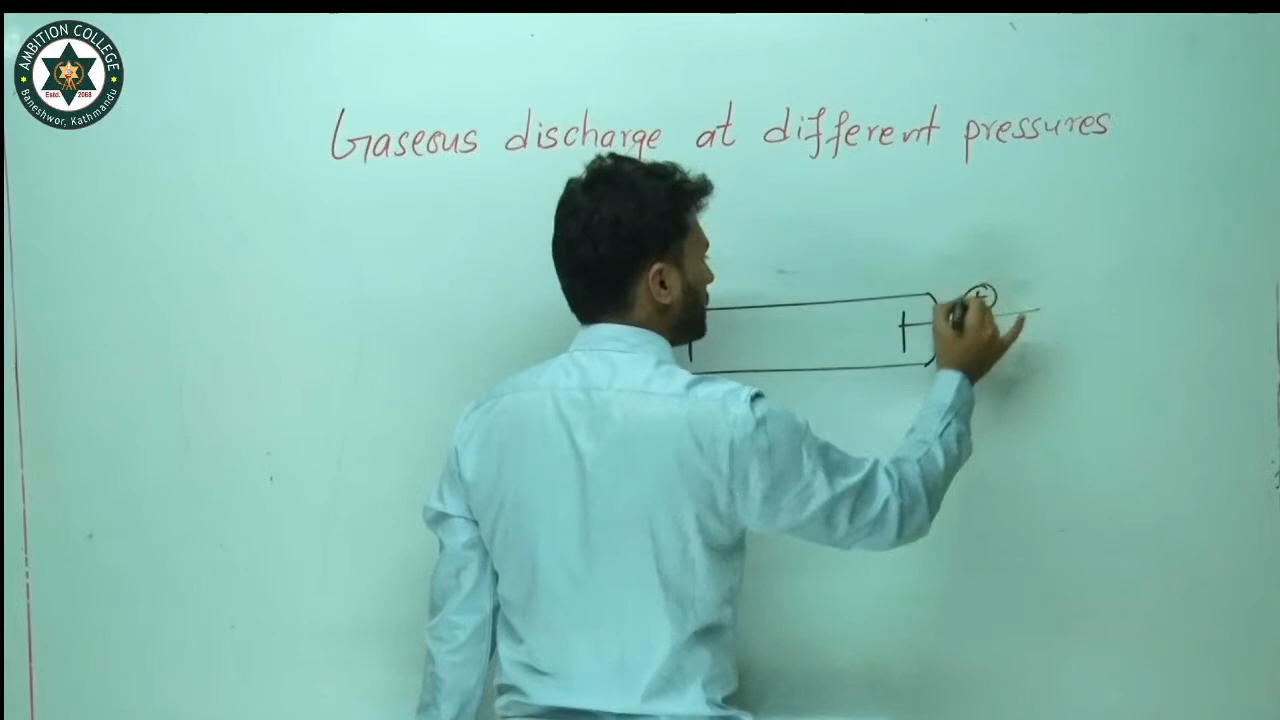 AMBITION COLLEGE
Estd. 2068
Baneshwor, Kathmandu
Gaseous discharge at different pressures
+